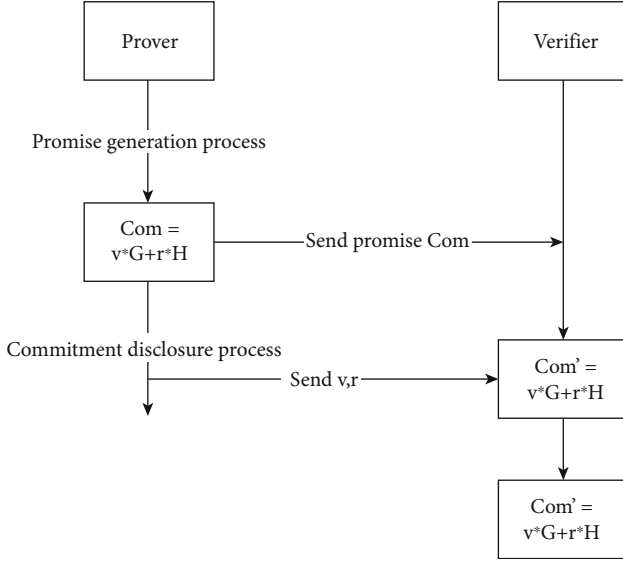 Prover
Verifier
Promise generation process
Com =
v*G+r*H
Send promise Com
Commitment disclosure process
Send v,r
Com’ =
v*G+r*H
Com’ =
v*G+r*H